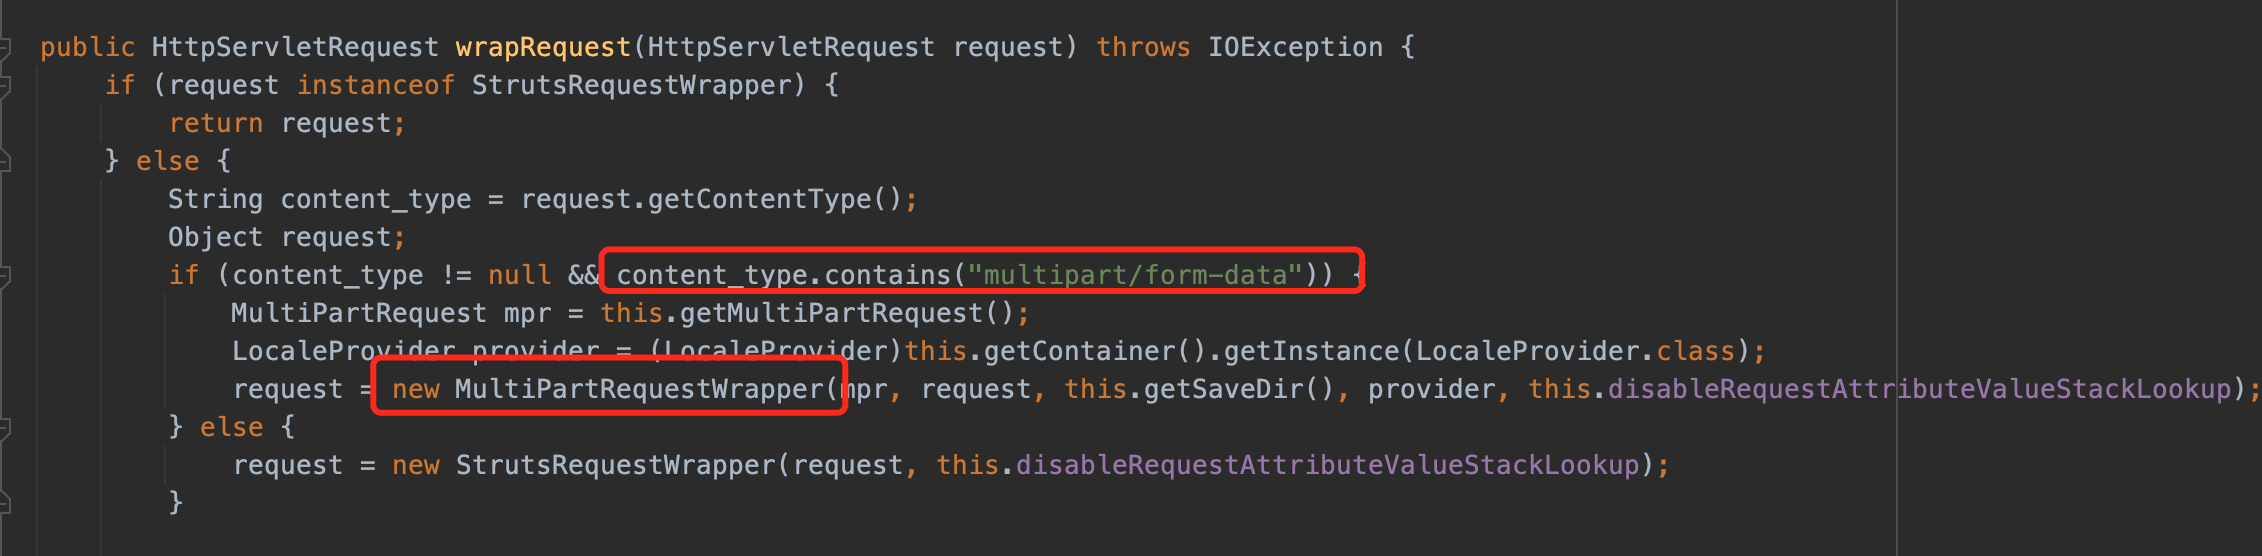 public HttpServletRequest wrapRequest(HttpServletRequest request) throws IOException {
if (request instanceof StrutsRequestWrapper) {
return request;
} else {
String content_type = request.getContentType();
Object request;
if (content_type != null && content_type.contains("multipart/form-data")) {
MultiPartRequest mpr = this.getMultiPartRequest();
LocaleProvider provider = (LocaleProvider)this.getContainer().getInstance(LocaleProvider.class);
request = new MultiPartRequestWrapper(mpr, request, this.getSaveDir(), provider, this.disableRequestAttributeValueStackLookup);
} else {
request = new StrutsRequestWrapper(request, this.disableRequestAttributeValueStackLookup);
}